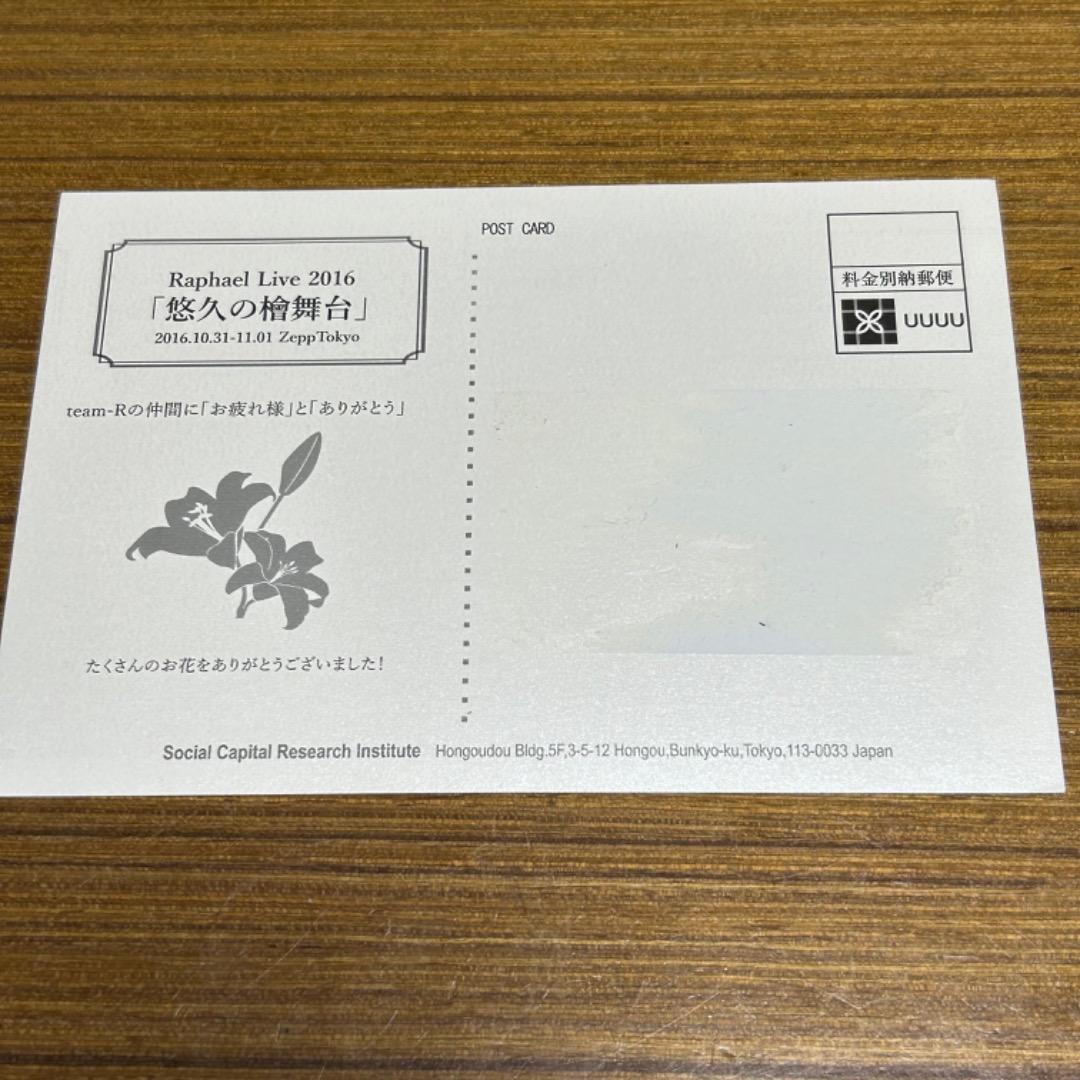 Raphael Live 2016
「悠久の檜舞台」
2016.10.31-11.01 ZeppTokyo
team-Rの仲間に「お疲れ様」と「ありがとう」
たくさんのお花をありがとうございました!
POST CARD
料金別納郵便
UUUU
Social Capital Research Institute Hongoudou Bldg.5F,3-5-12 Hongou,Bunkyo-ku,Tokyo,113-0033 Japan